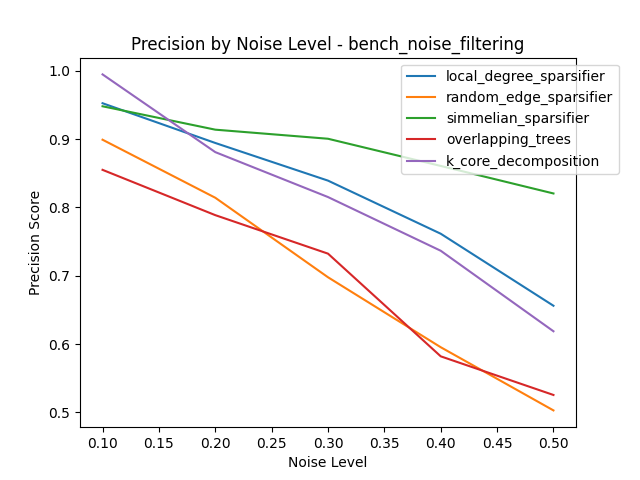 Precision by Noise Level - bench_noise_filtering
local_degree_sparsifier
random_edge_sparsifier
simmelian_sparsifier
overlapping_trees
k_core_decomposition
Precision Score
1.0
0.9
0.8
0.7
0.6
0.5
0.10 0.15 0.20 0.25 0.30 0.35 0.40 0.45 0.50
Noise Level